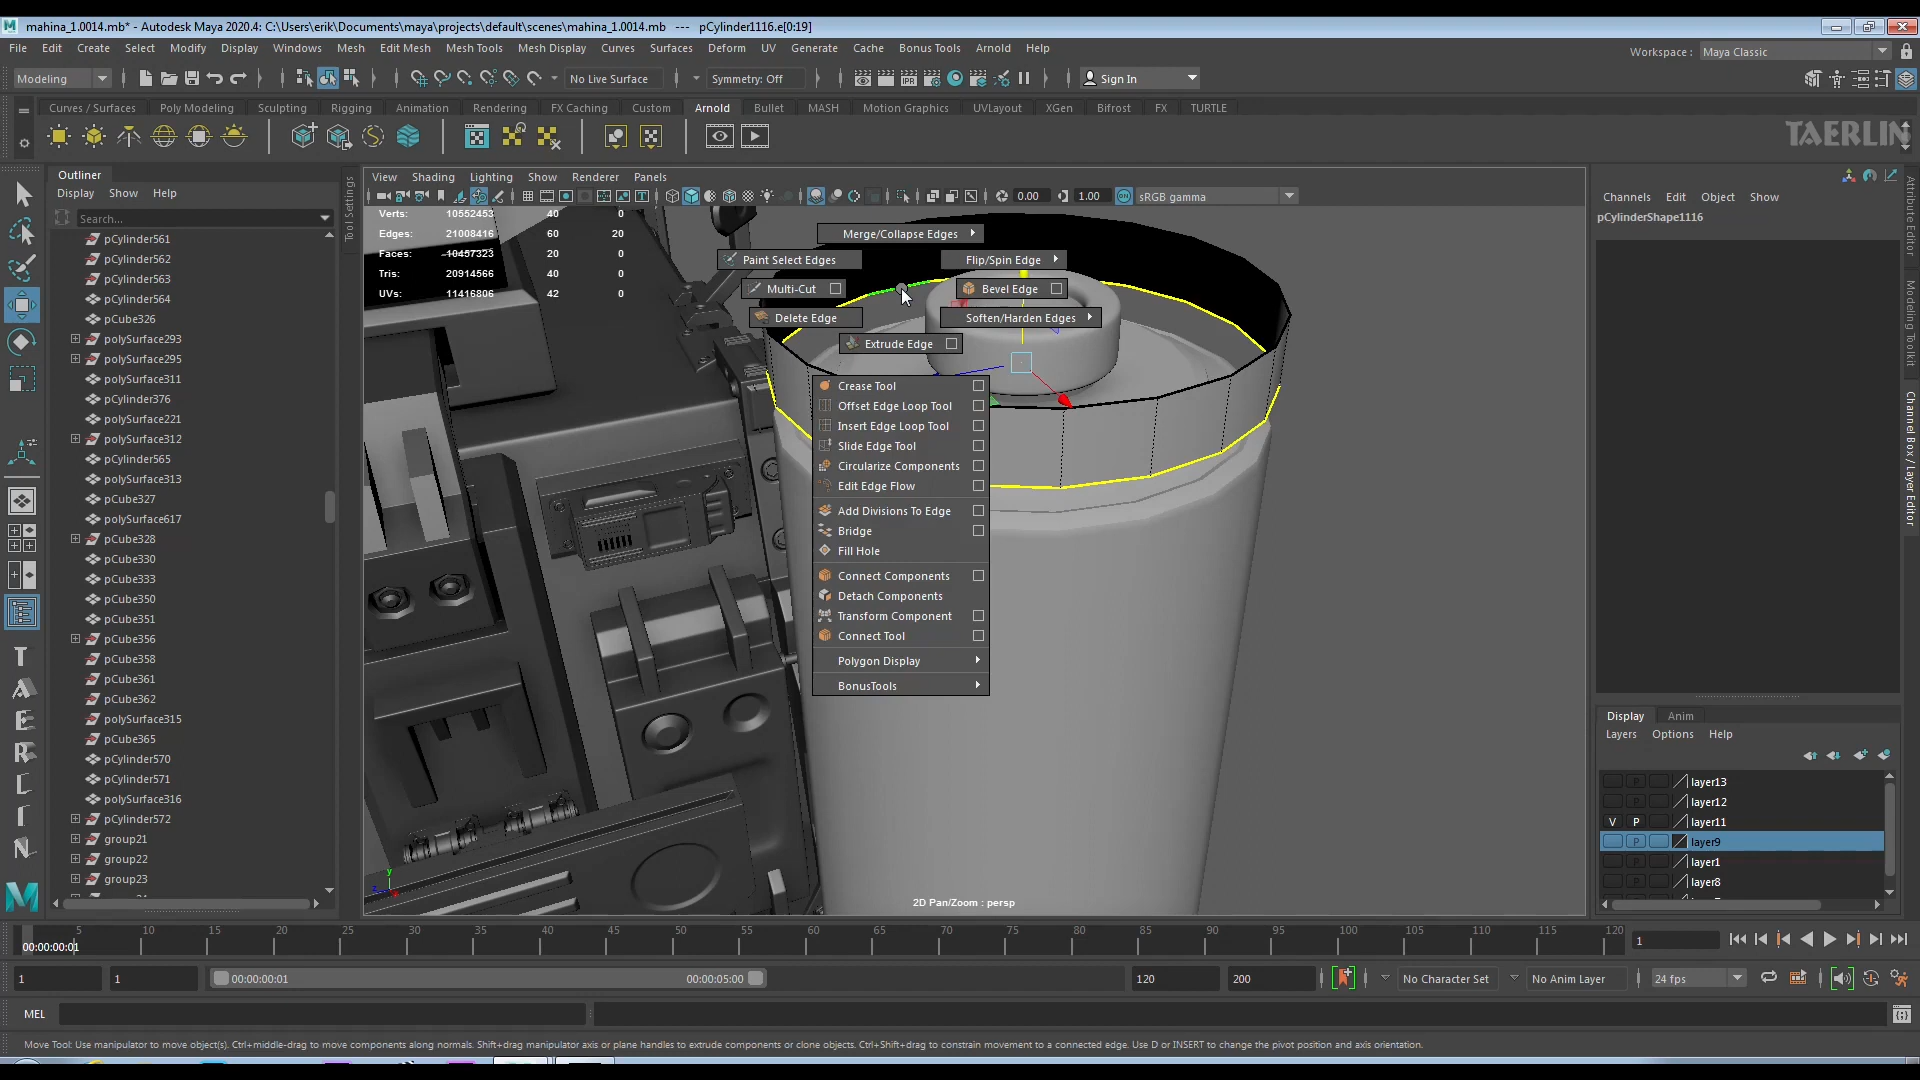 mahina_1.0014.mb* - Autodesk Maya 2020.4: C:\Users\erik\Documents\maya\projects\default\scenes\mahina_1.0014.mb --- pCylinder1116.e[0:19]
File Edit Create Select Modify Display Windows Mesh Edit Mesh Mesh Tools Mesh Display Curves Surfaces Deform UV Generate Cache Bonus Tools Arnold Help
Workspace : Maya Classic
Modeling No Live Surface Symmetry: Off IPR Sign In
Curves / Surfaces Poly Modeling Sculpting Rigging Animation Rendering FX Caching Custom Arnold Bullet MASH Motion Graphics UVLayout XGen Bifrost FX TURTLE
TAERLIN
Outliner
Display Show Help
Search...
pCylinder561
pCylinder562
pCylinder563
pCylinder564
pCube326
polySurface293
polySurface295
polySurface311
pCylinder376
polySurface221
polySurface312
pCylinder565
polySurface313
pCube327
polySurface617
pCube328
pCube330
pCube333
pCube350
pCube351
pCube356
pCube358
pCube361
pCube362
polySurface315
pCube365
pCylinder570
pCylinder571
polySurface316
pCylinder572
group21
group22
group23
Tool Settings
View Shading Lighting Show Renderer Panels
0.00 1.00 ON sRGB gamma
Verts: 10552453 40 0
Edges: 21008416 60 20
Faces: 10457323 20 0
Tris: 20914566 40 0
UVs: 11416806 42 0
Merge/Collapse Edges
Paint Select Edges
Flip/Spin Edge
Multi-Cut
Bevel Edge
Delete Edge
Soften/Harden Edges
Extrude Edge
Crease Tool
Offset Edge Loop Tool
Insert Edge Loop Tool
Slide Edge Tool
Circularize Components
Edit Edge Flow
Add Divisions To Edge
Bridge
Fill Hole
Connect Components
Detach Components
Transform Component
Connect Tool
Polygon Display
BonusTools
y
z
2D Pan/Zoom : persp
Channels Edit Object Show
pCylinderShape1116
Attribute Editor
Modeling Toolkit
Channel Box / Layer Editor
Display Anim
Layers Options Help
P layer13
P layer12
V P layer11
P layer9
P layer1
P layer8
5 10 15 20 25 30 35 40 45 50 55 60 65 70 75 80 85 90 95 100 105 110 115 120
00:00:00:01
1
1 1 00:00:00:01 00:00:05:00 120 200 No Character Set No Anim Layer 24 fps
MEL
Move Tool: Use manipulator to move object(s). Ctrl+middle-drag to move components along normals. Shift+drag manipulator axis or plane handles to extrude components or clone objects. Ctrl+Shift+drag to constrain movement to a connected edge. Use D or INSERT to change the pivot position and axis orientation.